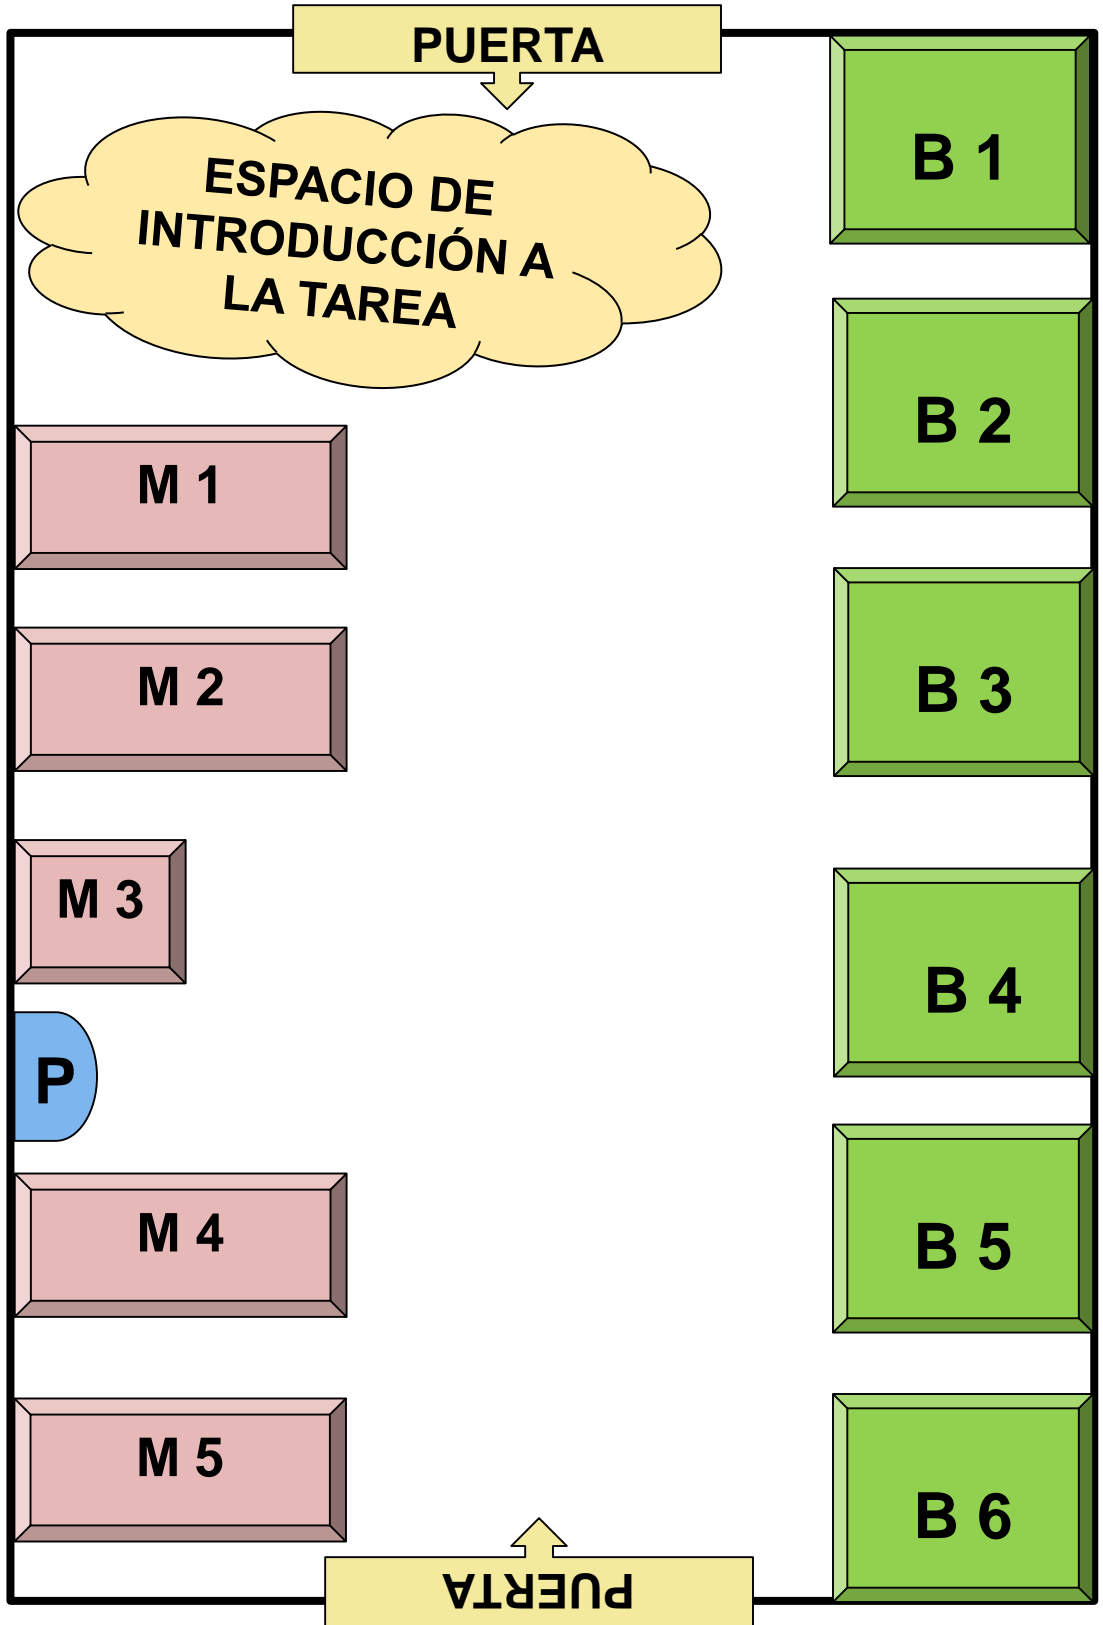 PUERTA
ESPACIO DE
INTRODUCCIÓN A
LA TAREA
B 1
B 2
M 1
M 2
B 3
M 3
B 4
P
M 4
B 5
M 5
B 6
PUERTA